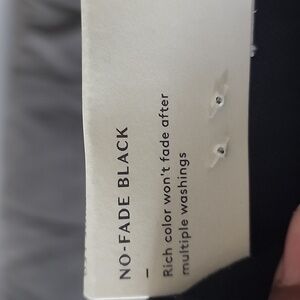 NO-FADE BLACK
—
Rich color won't fade after
multiple washings